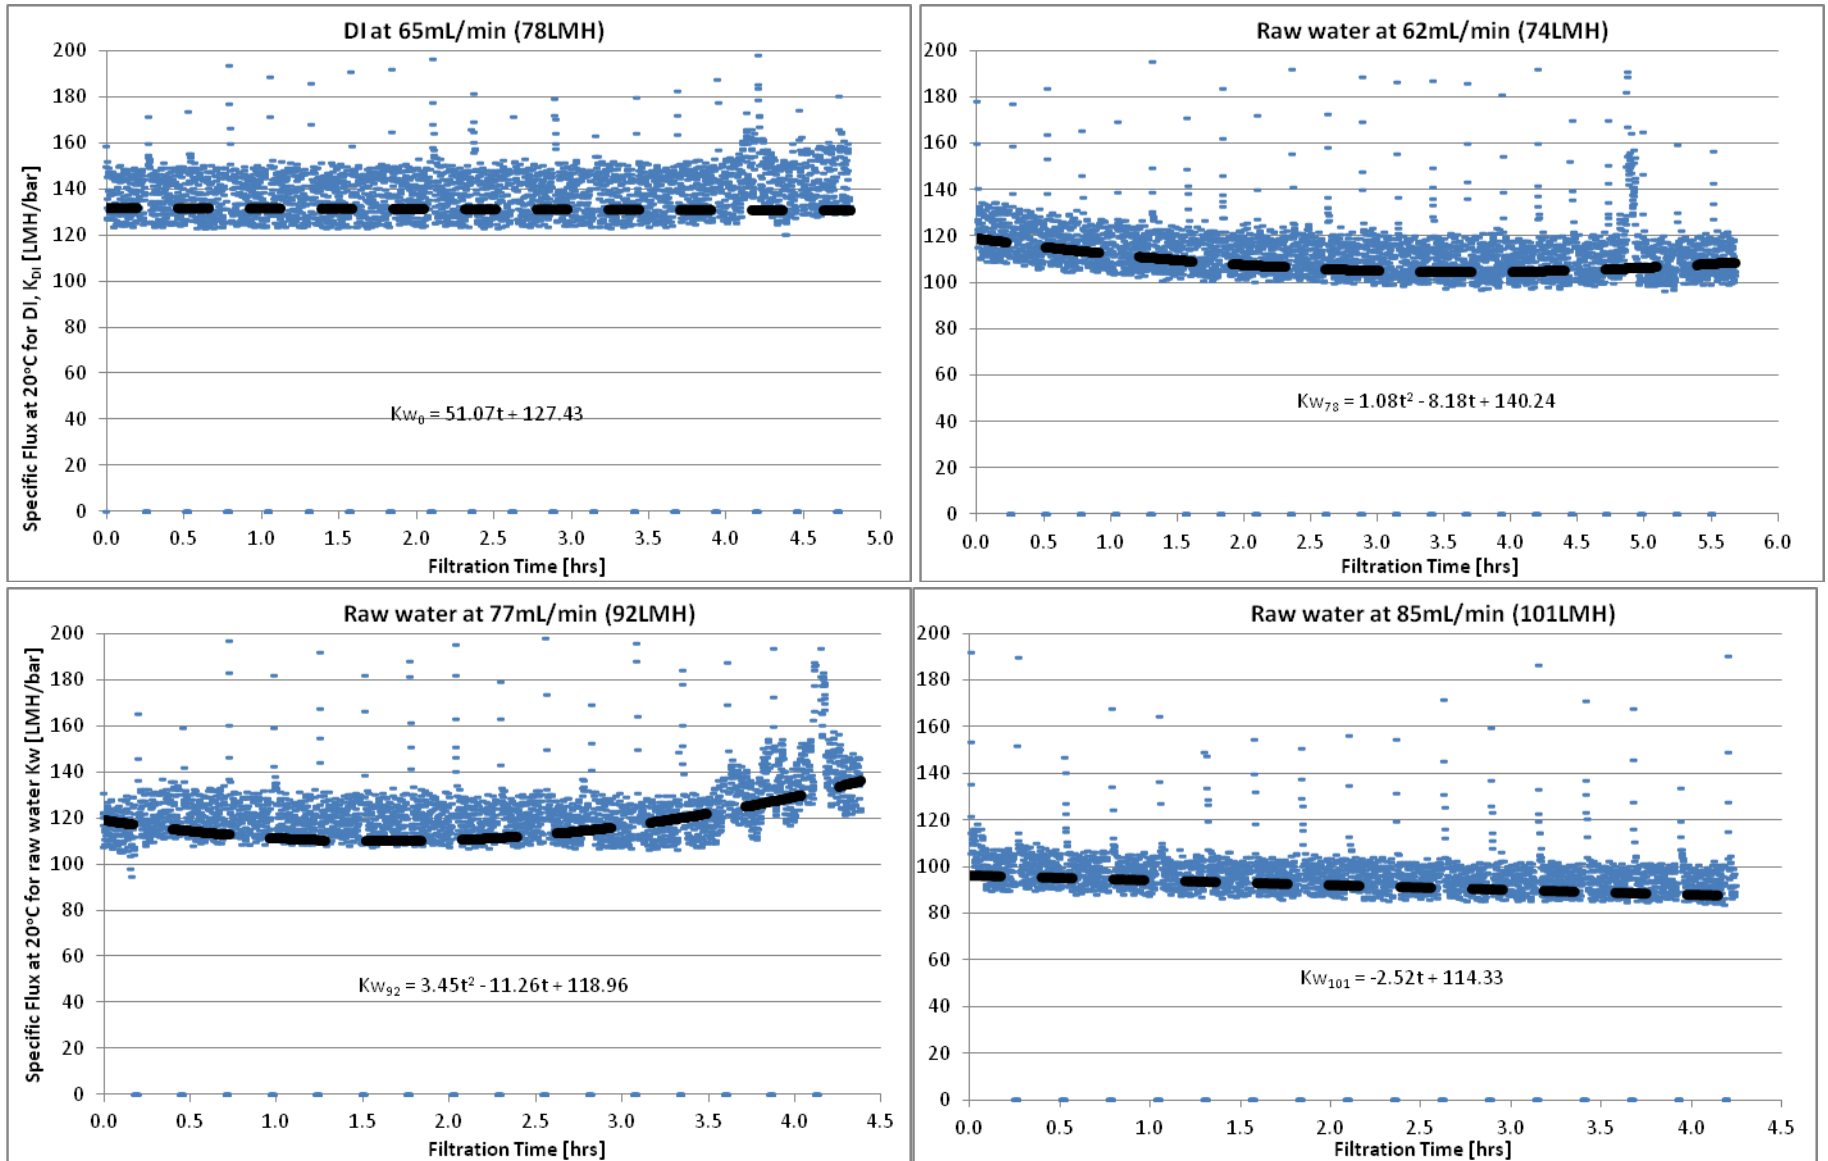 DI at 65mL/min (78LMH)
Specific Flux at 20°C for DI, K_DI [LMH/bar]
200
180
160
140
120
100
80
60
40
20
0
Kw₀ = 51.07t + 127.43
0.0 0.5 1.0 1.5 2.0 2.5 3.0 3.5 4.0 4.5 5.0
Filtration Time [hrs]
Raw water at 62mL/min (74LMH)
200
180
160
140
120
100
80
60
40
20
0
Kw₇₈ = 1.08t² - 8.18t + 140.24
0.0 0.5 1.0 1.5 2.0 2.5 3.0 3.5 4.0 4.5 5.0 5.5 6.0
Filtration Time [hrs]
Raw water at 77mL/min (92LMH)
Specific Flux at 20°C for raw water Kw [LMH/bar]
200
180
160
140
120
100
80
60
40
20
0
Kw₉₂ = 3.45t² - 11.26t + 118.96
0.0 0.5 1.0 1.5 2.0 2.5 3.0 3.5 4.0 4.5
Filtration Time [hrs]
Raw water at 85mL/min (101LMH)
200
180
160
140
120
100
80
60
40
20
0
Kw₁₀₁ = -2.52t + 114.33
0.0 0.5 1.0 1.5 2.0 2.5 3.0 3.5 4.0 4.5
Filtration Time [hrs]